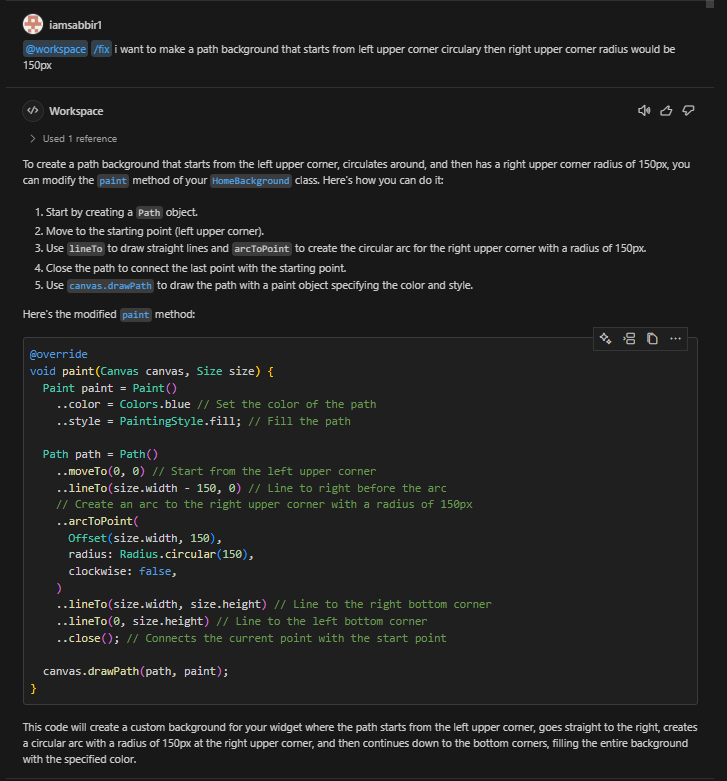 iamsabbir1
@workspace /fix i want to make a path background that starts from left upper corner circulary then right upper corner radius would be
150px
Workspace
Used 1 reference
To create a path background that starts from the left upper corner, circulates around, and then has a right upper corner radius of 150px, you
can modify the paint method of your HomeBackground class. Here's how you can do it:
1. Start by creating a Path object.
2. Move to the starting point (left upper corner).
3. Use lineTo to draw straight lines and arcToPoint to create the circular arc for the right upper corner with a radius of 150px.
4. Close the path to connect the last point with the starting point.
5. Use canvas.drawPath to draw the path with a paint object specifying the color and style.
Here's the modified paint method:
@override
void paint(Canvas canvas, Size size) {
  Paint paint = Paint()
    ..color = Colors.blue // Set the color of the path
    ..style = PaintingStyle.fill; // Fill the path
  Path path = Path()
    ..moveTo(0, 0) // Start from the left upper corner
    ..lineTo(size.width - 150, 0) // Line to right before the arc
    // Create an arc to the right upper corner with a radius of 150px
    ..arcToPoint(
      Offset(size.width, 150),
      radius: Radius.circular(150),
      clockwise: false,
    )
    ..lineTo(size.width, size.height) // Line to the right bottom corner
    ..lineTo(0, size.height) // Line to the left bottom corner
    ..close(); // Connects the current point with the start point
  canvas.drawPath(path, paint);
}
This code will create a custom background for your widget where the path starts from the left upper corner, goes straight to the right, creates
a circular arc with a radius of 150px at the right upper corner, and then continues down to the bottom corners, filling the entire background
with the specified color.